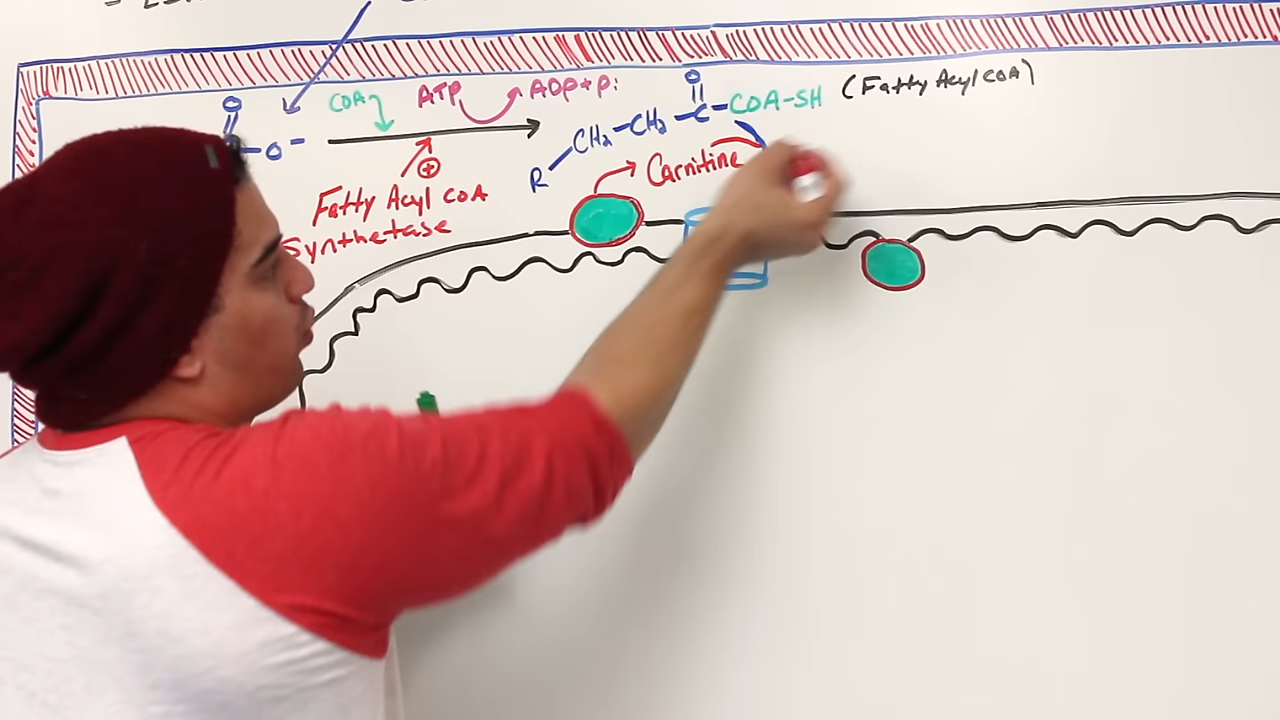 O
O -
COA
ATP
ADP+Pi
+
Fatty Acyl COA
Synthetase
R
CH2
CH2
O
C
COA-SH
(Fatty Acyl COA)
Carnitine